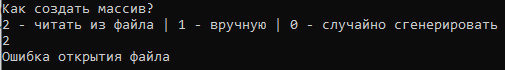 Как создать массив?
2 - читать из файла | 1 - вручную | 0 - случайно сгенерировать
2
Ошибка открытия файла